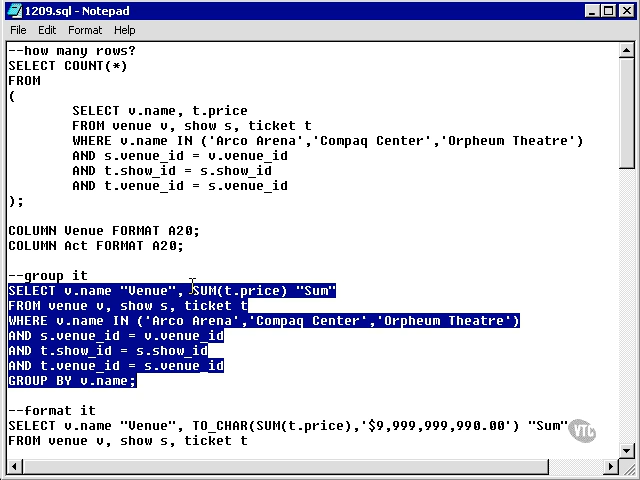 1209.sql - Notepad
File Edit Format Help
--how many rows?
SELECT COUNT(*)
FROM
(
SELECT v.name, t.price
FROM venue v, show s, ticket t
WHERE v.name IN ('Arco Arena','Compaq Center','Orpheum Theatre')
AND s.venue_id = v.venue_id
AND t.show_id = s.show_id
AND t.venue_id = s.venue_id
);
COLUMN Venue FORMAT A20;
COLUMN Act FORMAT A20;
--group it
SELECT v.name "Venue", SUM(t.price) "Sum"
FROM venue v, show s, ticket t
WHERE v.name IN ('Arco Arena','Compaq Center','Orpheum Theatre')
AND s.venue_id = v.venue_id
AND t.show_id = s.show_id
AND t.venue_id = s.venue_id
GROUP BY v.name;
--format it
SELECT v.name "Venue", TO_CHAR(SUM(t.price),'$9,999,999,990.00') "Sum"
FROM venue v, show s, ticket t
VTC